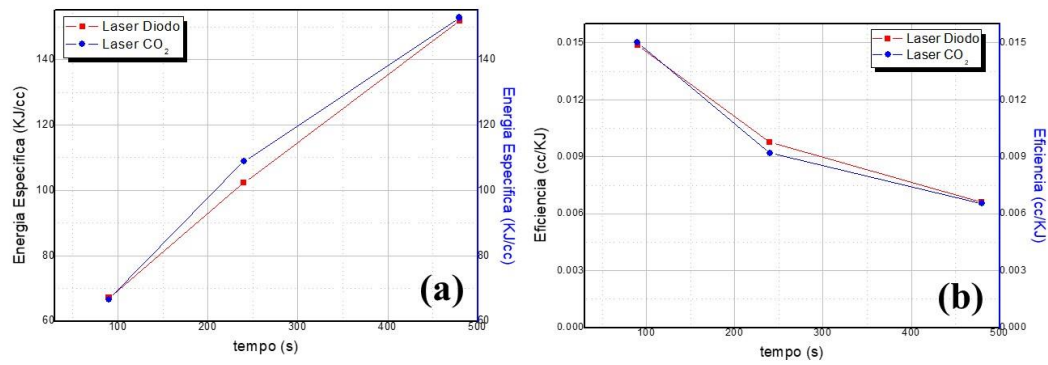 Laser Diodo
Laser CO2
140
120
100
80
60
Energia Especifica (KJ/cc)
140
120
100
80
60
Energia Especifica (KJ/cc)
100
200
300
400
500
tempo (s)
(a)
Laser Diodo
Laser CO2
0.015
0.012
0.009
0.006
0.003
0.000
Eficiencia (cc/KJ)
0.015
0.012
0.009
0.006
0.003
0.000
Eficiencia (cc/KJ)
100
200
300
400
500
tempo (s)
(b)